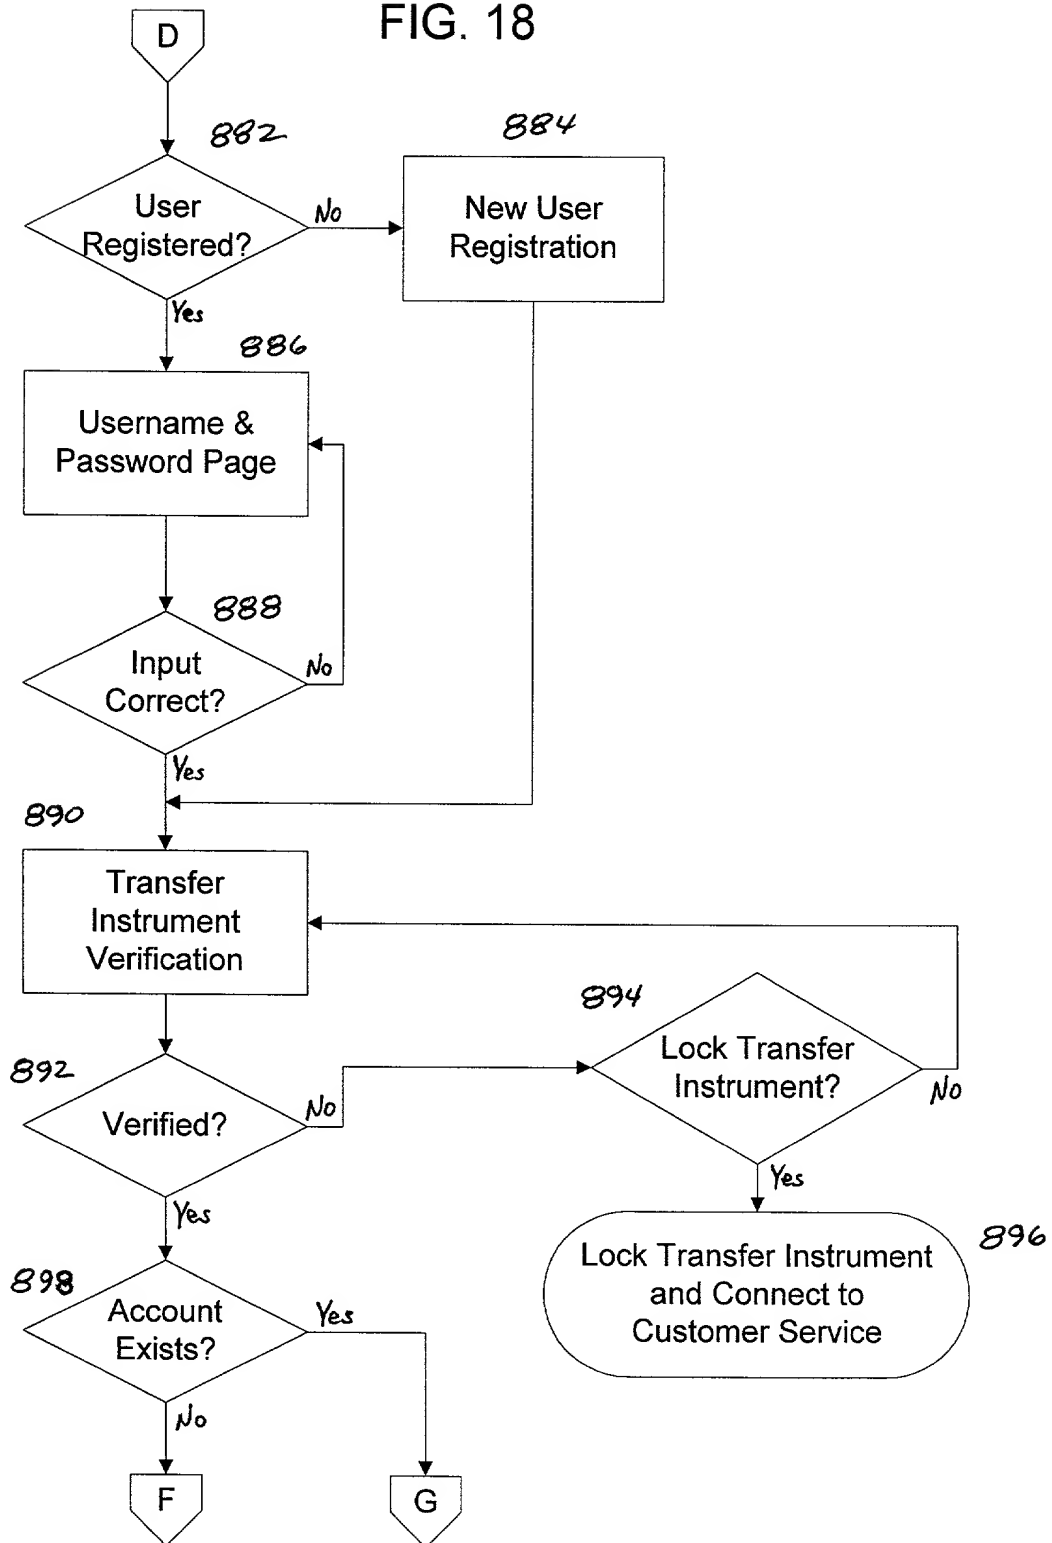 FIG. 18
D
882
884
User
Registered?
No
New User
Registration
Yes
886
Username &
Password Page
888
Input
Correct?
No
Yes
890
Transfer
Instrument
Verification
894
Lock Transfer
Instrument?
No
892
Verified?
No
Yes
Yes
896
Lock Transfer Instrument
and Connect to
Customer Service
898
Account
Exists?
Yes
No
F
G